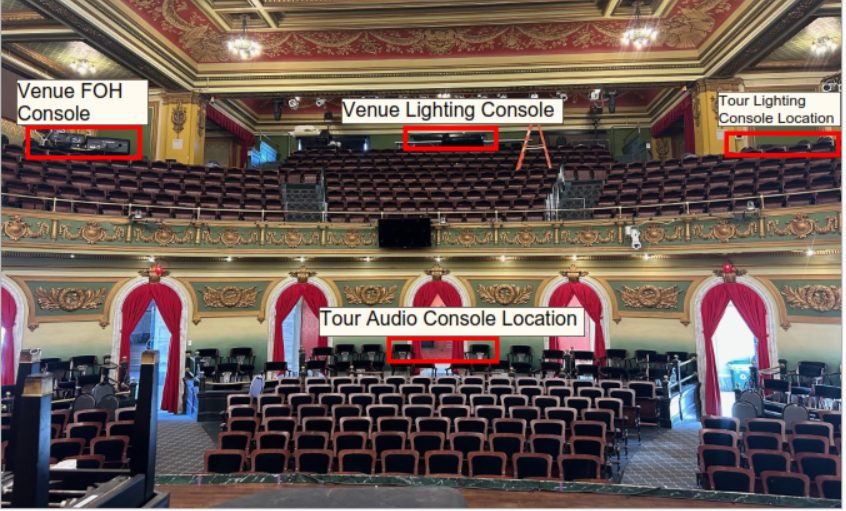 Venue FOH
Console
Venue Lighting Console
Tour Lighting
Console Location
Tour Audio Console Location